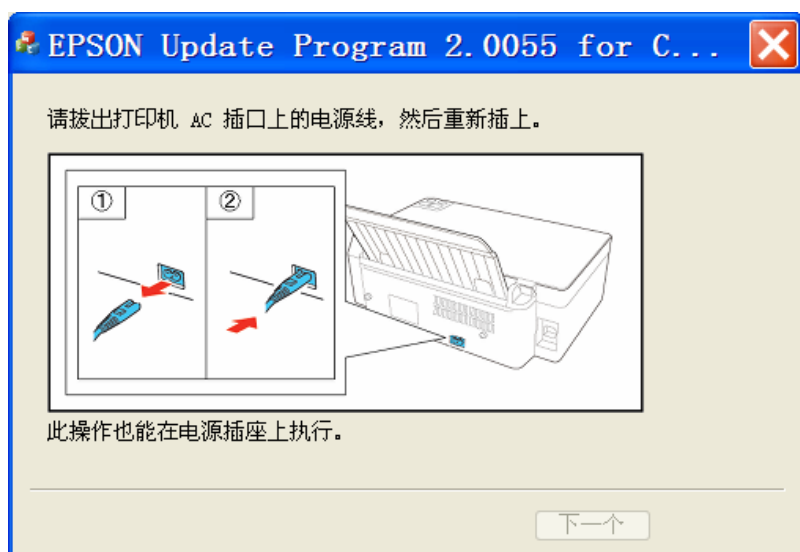 EPSON Update Program 2.0055 for C...
请拔出打印机 AC 插口上的电源线，然后重新插上。
① ②
此操作也能在电源插座上执行。
下一个